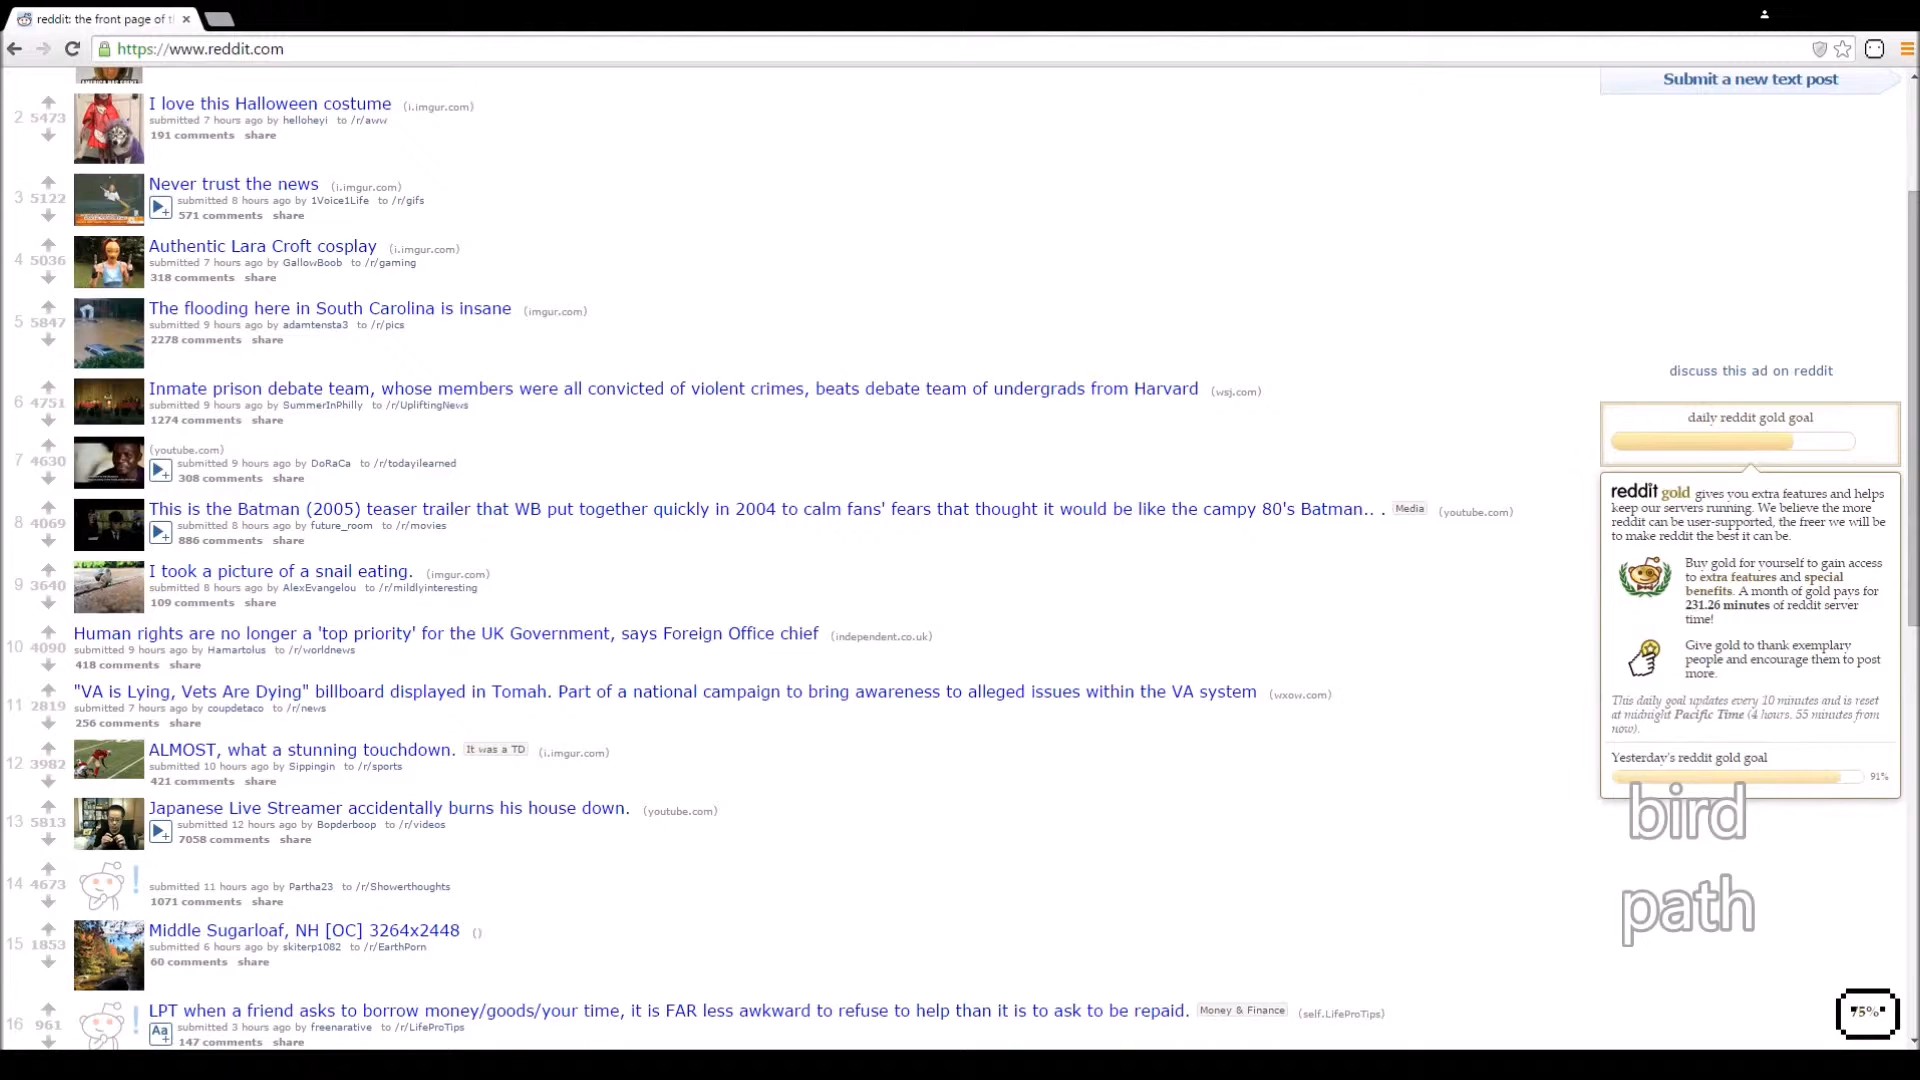 reddit: the front page of t
https://www.reddit.com
Submit a new text post
2 5473
I love this Halloween costume (i.imgur.com)
submitted 7 hours ago by helloheyi to /r/aww
191 comments share
3 5122
Never trust the news (i.imgur.com)
submitted 8 hours ago by 1Voice1Life to /r/gifs
571 comments share
4 5036
Authentic Lara Croft cosplay (i.imgur.com)
submitted 7 hours ago by GallowBoob to /r/gaming
318 comments share
5 5847
The flooding here in South Carolina is insane (imgur.com)
submitted 9 hours ago by adamtensta3 to /r/pics
2278 comments share
6 4751
Inmate prison debate team, whose members were all convicted of violent crimes, beats debate team of undergrads from Harvard (wsj.com)
submitted 9 hours ago by SummerInPhilly to /r/UpliftingNews
1274 comments share
7 4630
(youtube.com)
submitted 9 hours ago by DoRaCa to /r/todayilearned
308 comments share
8 4069
This is the Batman (2005) teaser trailer that WB put together quickly in 2004 to calm fans' fears that thought it would be like the campy 80's Batman.. . Media (youtube.com)
submitted 8 hours ago by future_room to /r/movies
886 comments share
9 3640
I took a picture of a snail eating. (imgur.com)
submitted 8 hours ago by AlexEvangelou to /r/mildlyinteresting
109 comments share
10 4090
Human rights are no longer a 'top priority' for the UK Government, says Foreign Office chief (independent.co.uk)
submitted 9 hours ago by Hamartolus to /r/worldnews
418 comments share
11 2819
"VA is Lying, Vets Are Dying" billboard displayed in Tomah. Part of a national campaign to bring awareness to alleged issues within the VA system (wxow.com)
submitted 7 hours ago by coupdetaco to /r/news
256 comments share
12 3982
ALMOST, what a stunning touchdown. It was a TD (i.imgur.com)
submitted 10 hours ago by Sippingin to /r/sports
421 comments share
13 5813
Japanese Live Streamer accidentally burns his house down. (youtube.com)
submitted 12 hours ago by Bopderboop to /r/videos
7058 comments share
14 4673
submitted 11 hours ago by Partha23 to /r/Showerthoughts
1071 comments share
15 1853
Middle Sugarloaf, NH [OC] 3264x2448 ()
submitted 6 hours ago by skiterp1082 to /r/EarthPorn
60 comments share
16 961
LPT when a friend asks to borrow money/goods/your time, it is FAR less awkward to refuse to help than it is to ask to be repaid. Money & Finance (self.LifeProTips)
Aa submitted 3 hours ago by freenarative to /r/LifeProTips
147 comments share
discuss this ad on reddit
daily reddit gold goal
reddit gold gives you extra features and helps
keep our servers running. We believe the more
reddit can be user-supported, the freer we will be
to make reddit the best it can be.
Buy gold for yourself to gain access
to extra features and special
benefits. A month of gold pays for
231.26 minutes of reddit server
time!
Give gold to thank exemplary
people and encourage them to post
more.
This daily goal updates every 10 minutes and is reset
at midnight Pacific Time (4 hours, 55 minutes from
now).
Yesterday's reddit gold goal
91%
bird
path
75%